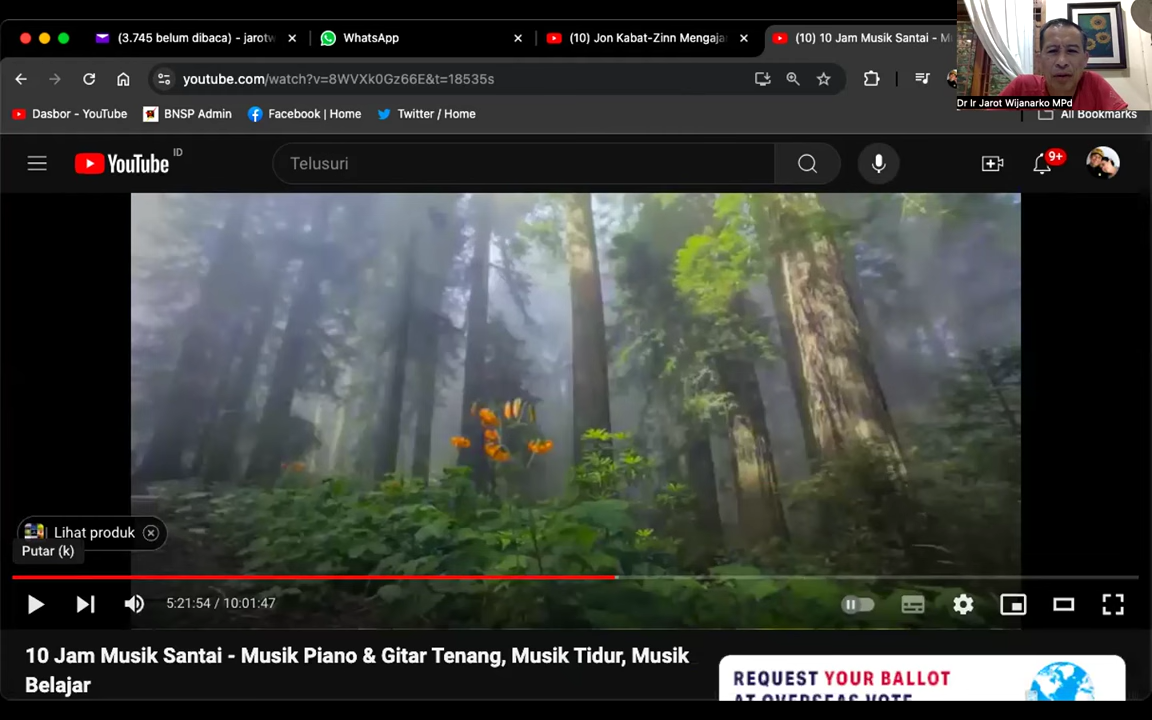 (3.745 belum dibaca) - jarotw
WhatsApp
(10) Jon Kabat-Zinn Mengaja
(10) 10 Jam Musik Santai - M
youtube.com/watch?v=8WVXk0Gz66E&t=18535s
Dr Ir Jarot Wijanarko MPd
Dasbor - YouTube
BNSP Admin
Facebook | Home
Twitter / Home
All Bookmarks
YouTube ID
Telusuri
9+
Lihat produk
Putar (k)
5:21:54 / 10:01:47
10 Jam Musik Santai - Musik Piano & Gitar Tenang, Musik Tidur, Musik
Belajar
REQUEST YOUR BALLOT
AT OVERSEAS VOTE